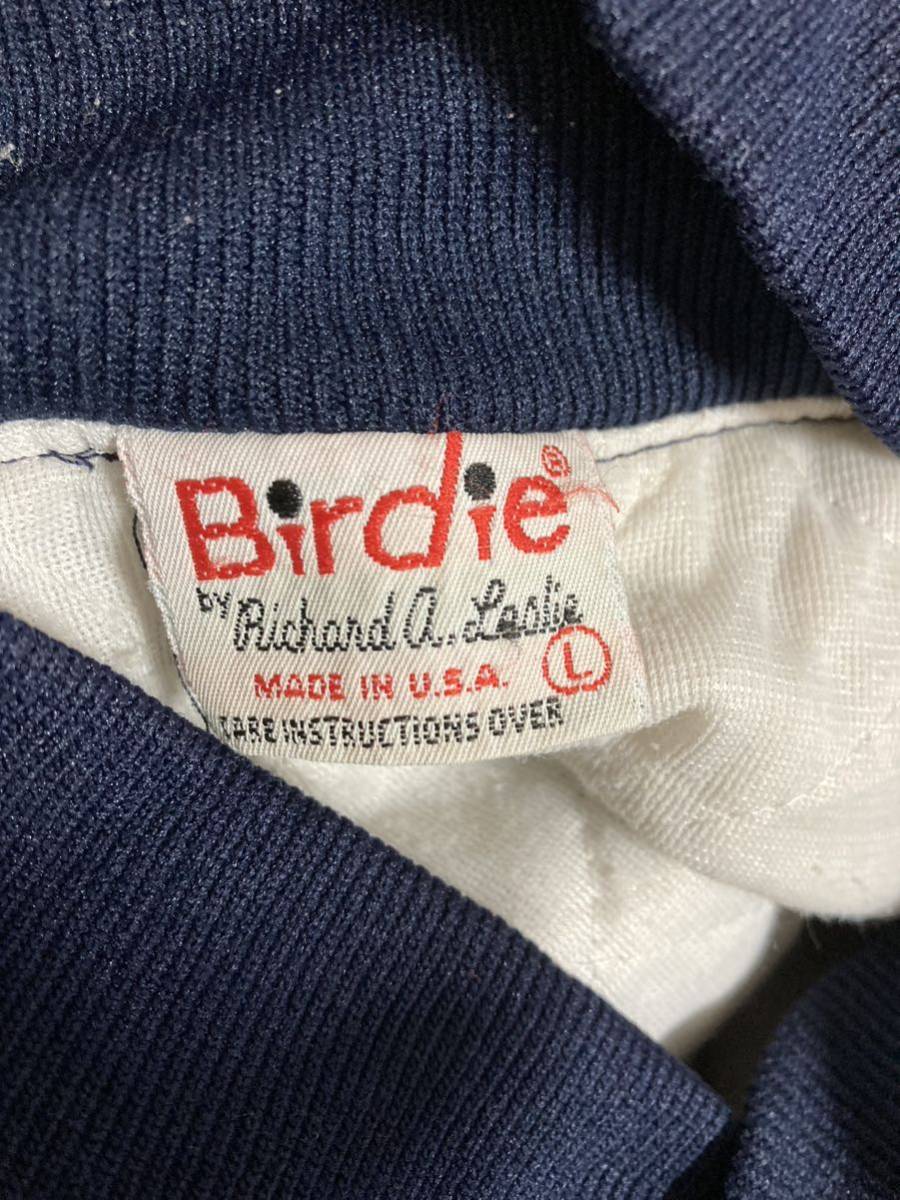 Birdie®
by Richard A. Leslie
MADE IN U.S.A. L
CARE INSTRUCTIONS OVER